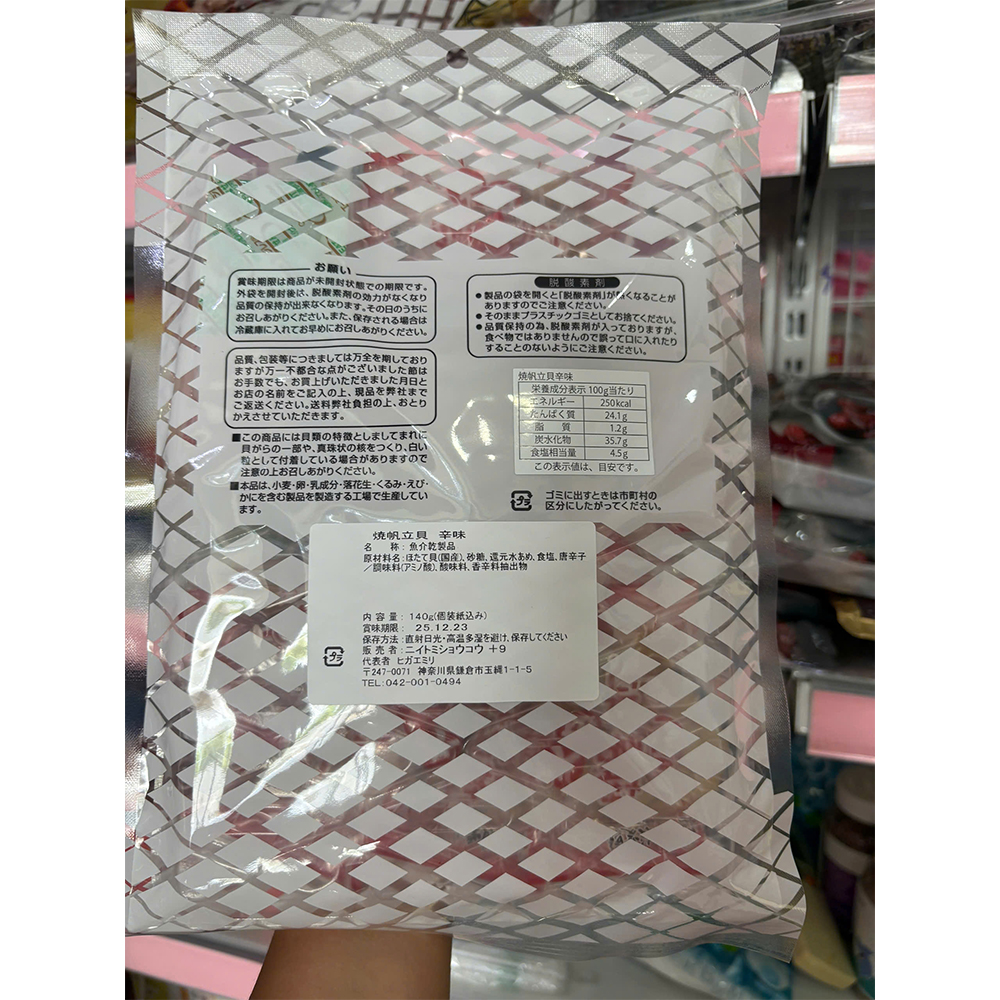 お願い
賞味期限は商品が未開封状態での期限です。
外袋を開封後は、脱酸素剤の効力がなくなり
品質の保持が出来なくなります。その日のうちに
お召しあがりください。また、保存される場合は
冷蔵庫に入れてお早めにお召しあがりください。
品質、包装等につきましては万全を期しており
ますが万一不都合な点がございました節は
お手数でも、お買上げいただきました月日と
お店の名前をご記入の上、現品を弊社まで
ご返送ください。送料弊社負担の上、おとり
かえさせていただきます。
■この商品には貝類の特徴としましてまれに
貝がらの一部や、真珠状の核をつくり、白い
粒として付着している場合がありますので
注意の上お召しあがりください。
■本品は、小麦・卵・乳成分・落花生・くるみ・えび・
かにを含む製品を製造する工場で生産してい
ます。
脱酸素剤
●製品の袋を開くと「脱酸素剤」が熱くなることが
ありますのでご注意ください。
●そのままプラスチックゴミとしてお捨てください。
●品質保持の為、脱酸素剤が入っておりますが、
食べ物ではありませんので誤って口に入れたり
することのないようにご注意ください。
焼帆立貝辛味
栄養成分表示 100g当たり
エネルギー 250kcal
たんぱく質 24.1g
脂質 1.2g
炭水化物 35.7g
食塩相当量 4.5g
この表示値は、目安です。
プラ ゴミに出すときは市町村の
区分にしたがってください。
焼帆立貝 辛味
名 称：魚介乾製品
原材料名：ほたて貝(国産)、砂糖、還元水あめ、食塩、唐辛子
／調味料(アミノ酸)、酸味料、香辛料抽出物
内容量：140g(個装紙込み)
賞味期限：25.12.23
保存方法：直射日光・高温多湿を避け、保存してください
販売者：ニイトミショウコウ +9
プラ 代表者 ヒガエミリ
〒247-0071 神奈川県鎌倉市玉縄1-1-5
TEL:042-001-0494